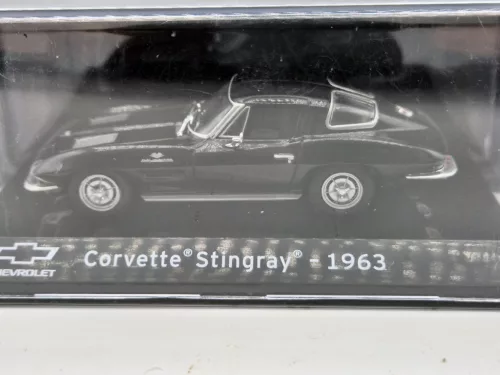 Corvette® Stingray® - 1963
CHEVROLET